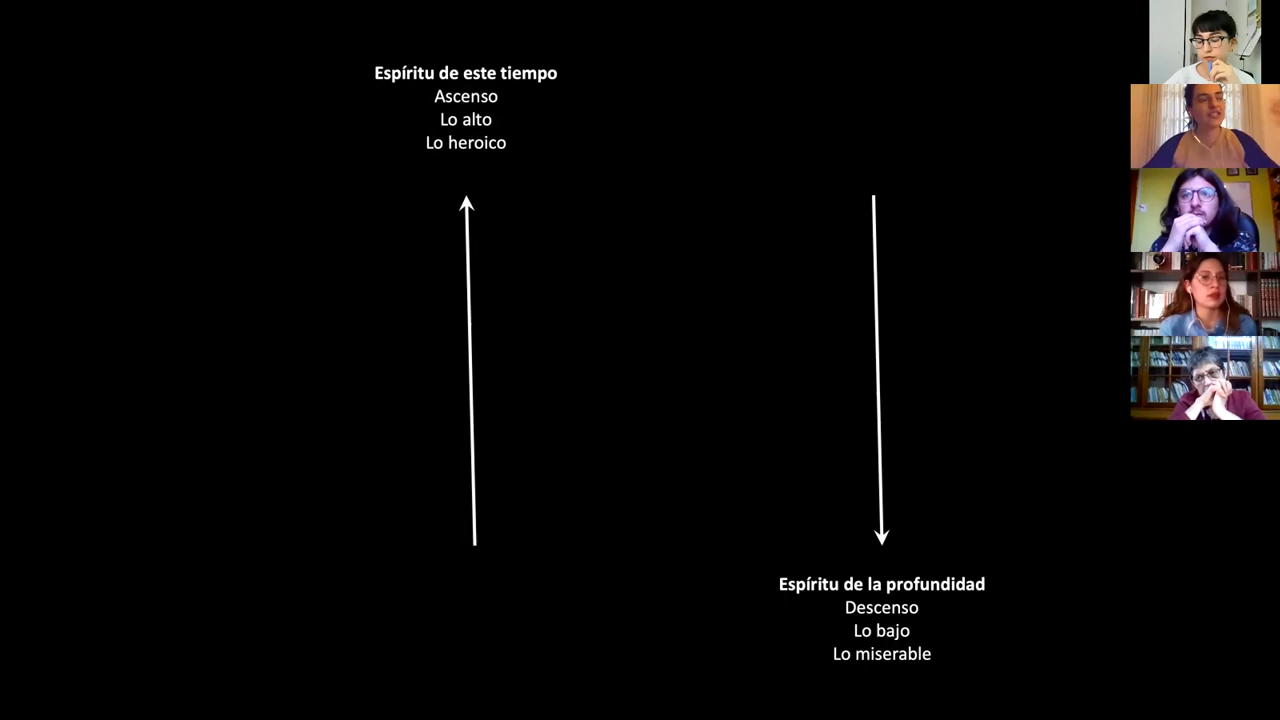 Espíritu de este tiempo
Ascenso
Lo alto
Lo heroico
Espíritu de la profundidad
Descenso
Lo bajo
Lo miserable